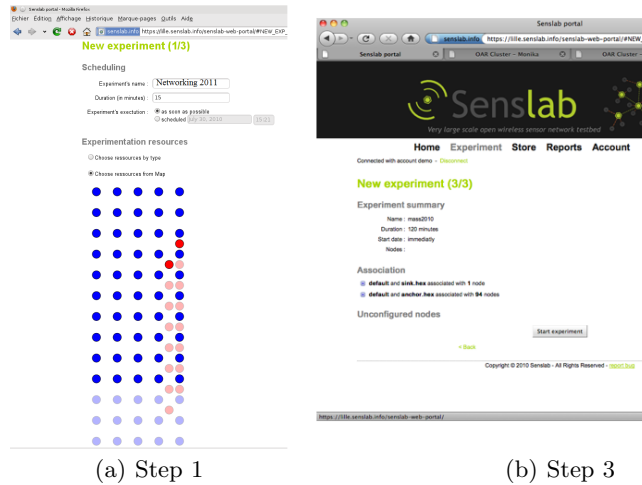 Senslab portal - Mozilla Firefox
Fichier Édition Affichage Historique Marque-pages Outils Aide
senslab.info https://lille.senslab.info/senslab-web-portal/#NEW_EXP_
New experiment (1/3)
Scheduling
Experiment's name : Networking 2011
Duration (in minutes) : 15
Experiment's exectution : as soon as possible
scheduled July 30, 2010 15:21
Experimentation resources
Choose ressources by type
Choose ressources from Map
(a) Step 1
Senslab portal
senslab.info https://lille.senslab.info/senslab-web-portal/#NEW_
Senslab portal OAR Cluster – Monika OAR Cluster –
Senslab
Very large scale open wireless sensor network testbed
Home Experiment Store Reports Account
Connected with account demo - Disconnect
New experiment (3/3)
Experiment summary
Name : mass2010
Duration : 120 minutes
Start date : immediatly
Nodes :
Association
default and sink.hex associated with 1 node
default and anchor.hex associated with 94 nodes
Unconfigured nodes
Start experiment
< Back
Copyright © 2010 Senslab - All Rights Reserved - report bug
https://lille.senslab.info/senslab-web-portal/
(b) Step 3